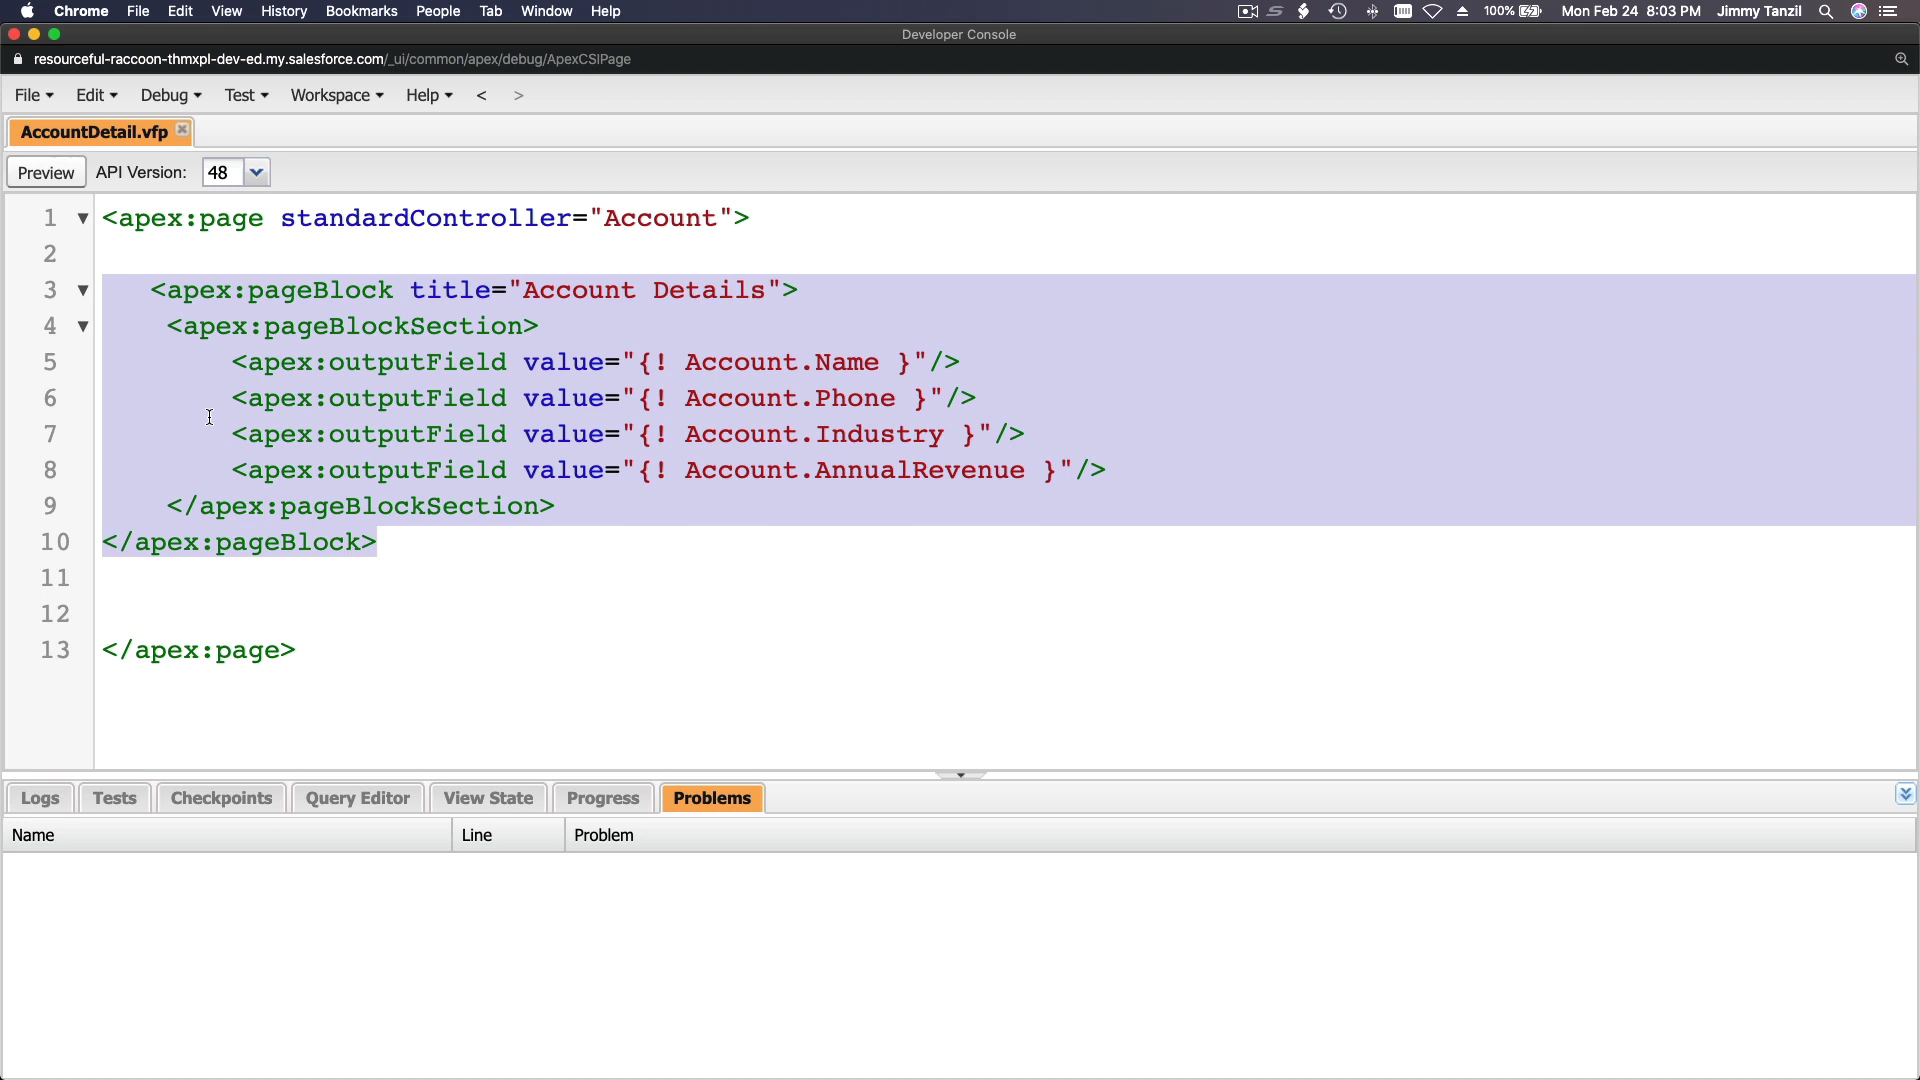 Chrome File Edit View History Bookmarks People Tab Window Help 100% Mon Feb 24 8:03 PM Jimmy Tanzil
Developer Console
resourceful-raccoon-thmxpl-dev-ed.my.salesforce.com/_ui/common/apex/debug/ApexCSIPage
File Edit Debug Test Workspace Help < >
AccountDetail.vfp
Preview API Version: 48
1 <apex:page standardController="Account">
2
3 <apex:pageBlock title="Account Details">
4 <apex:pageBlockSection>
5 <apex:outputField value="{! Account.Name }"/>
6 <apex:outputField value="{! Account.Phone }"/>
7 <apex:outputField value="{! Account.Industry }"/>
8 <apex:outputField value="{! Account.AnnualRevenue }"/>
9 </apex:pageBlockSection>
10 </apex:pageBlock>
11
12
13 </apex:page>
Logs Tests Checkpoints Query Editor View State Progress Problems
Name Line Problem